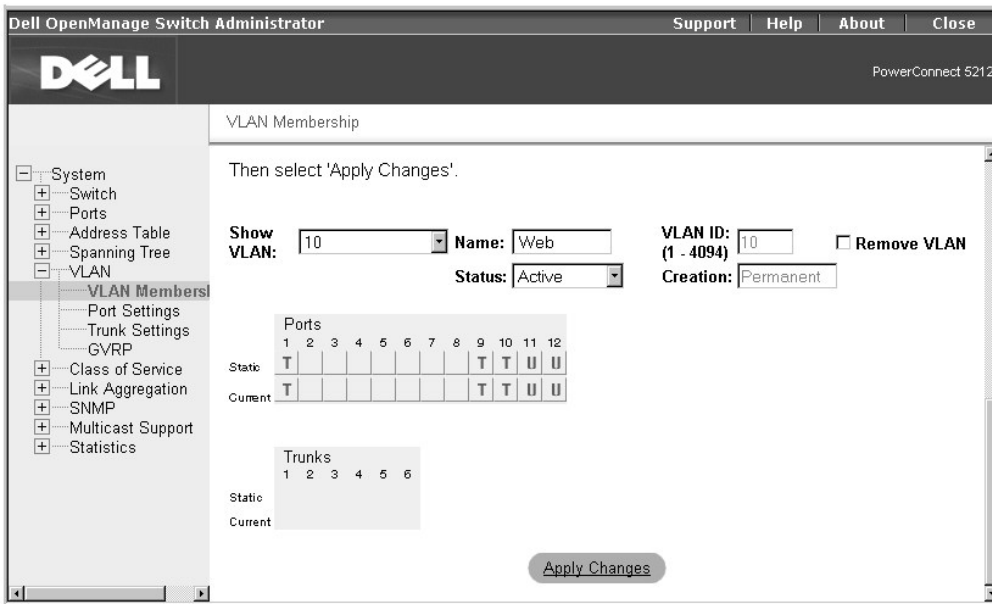 Dell OpenManage Switch Administrator
Support | Help | About | Close
DELL
PowerConnect 5212
VLAN Membership
Then select 'Apply Changes'.
System
Switch
Ports
Address Table
Spanning Tree
VLAN
VLAN Membersl
Port Settings
Trunk Settings
GVRP
Class of Service
Link Aggregation
SNMP
Multicast Support
Statistics
Show VLAN: 10 Name: Web VLAN ID: (1 - 4094) 10 Remove VLAN
Status: Active Creation: Permanent
Ports
1 2 3 4 5 6 7 8 9 10 11 12
Static T T T U U
Current T T T U U
Trunks
1 2 3 4 5 6
Static
Current
Apply Changes